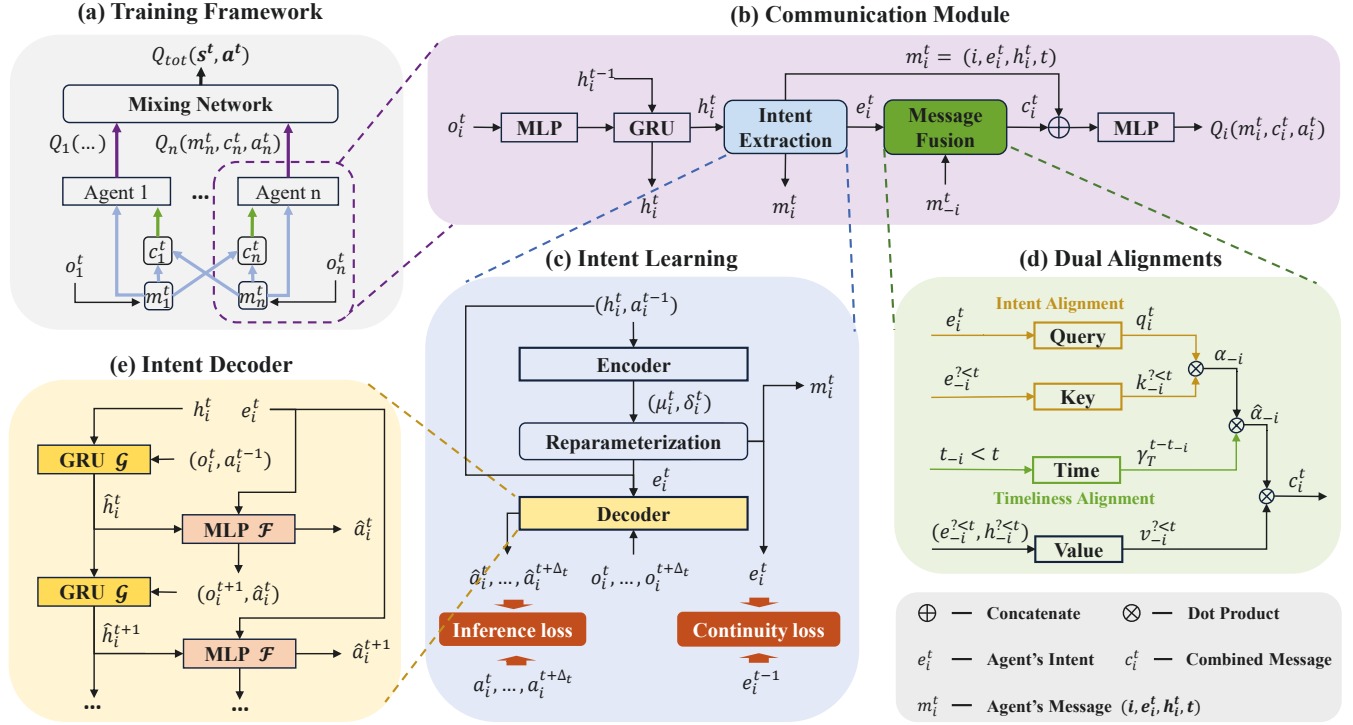 (a) Training Framework
Q_{tot}(s^t, a^t)
Mixing Network
Q_1(...)
Q_n(m_n^t, c_n^t, a_n^t)
Agent 1
...
Agent n
c_1^t
c_n^t
o_1^t
o_n^t
m_1^t
m_n^t
(b) Communication Module
m_i^t = (i, e_i^t, h_i^t, t)
h_i^{t-1}
o_i^t
MLP
GRU
h_i^t
Intent
Extraction
e_i^t
Message
Fusion
c_i^t
MLP
Q_i(m_i^t, c_i^t, a_i^t)
h_i^t
m_i^t
m_{-i}^t
(c) Intent Learning
(h_i^t, a_i^{t-1})
Encoder
(μ_i^t, δ_i^t)
m_i^t
Reparameterization
e_i^t
Decoder
â_i^t, ..., â_i^{t+Δ_t}
o_i^t, ..., o_i^{t+Δ_t}
e_i^t
Inference loss
Continuity loss
a_i^t, ..., a_i^{t+Δ_t}
e_i^{t-1}
(d) Dual Alignments
Intent Alignment
e_i^t
Query
q_i^t
α_{-i}
e_{-i}^{?<t}
Key
k_{-i}^{?<t}
α̂_{-i}
t_{-i} < t
Time
γ_T^{t-t_{-i}}
Timeliness Alignment
c_i^t
(e_{-i}^{?<t}, h_{-i}^{?<t})
Value
v_{-i}^{?<t}
(e) Intent Decoder
h_i^t
e_i^t
GRU 𝒢
(o_i^t, a_i^{t-1})
ĥ_i^t
MLP ℱ
â_i^t
GRU 𝒢
(o_i^{t+1}, â_i^t)
ĥ_i^{t+1}
MLP ℱ
â_i^{t+1}
...
...
⊕ — Concatenate
⊗ — Dot Product
e_i^t — Agent's Intent
c_i^t — Combined Message
m_i^t — Agent's Message (i, e_i^t, h_i^t, t)